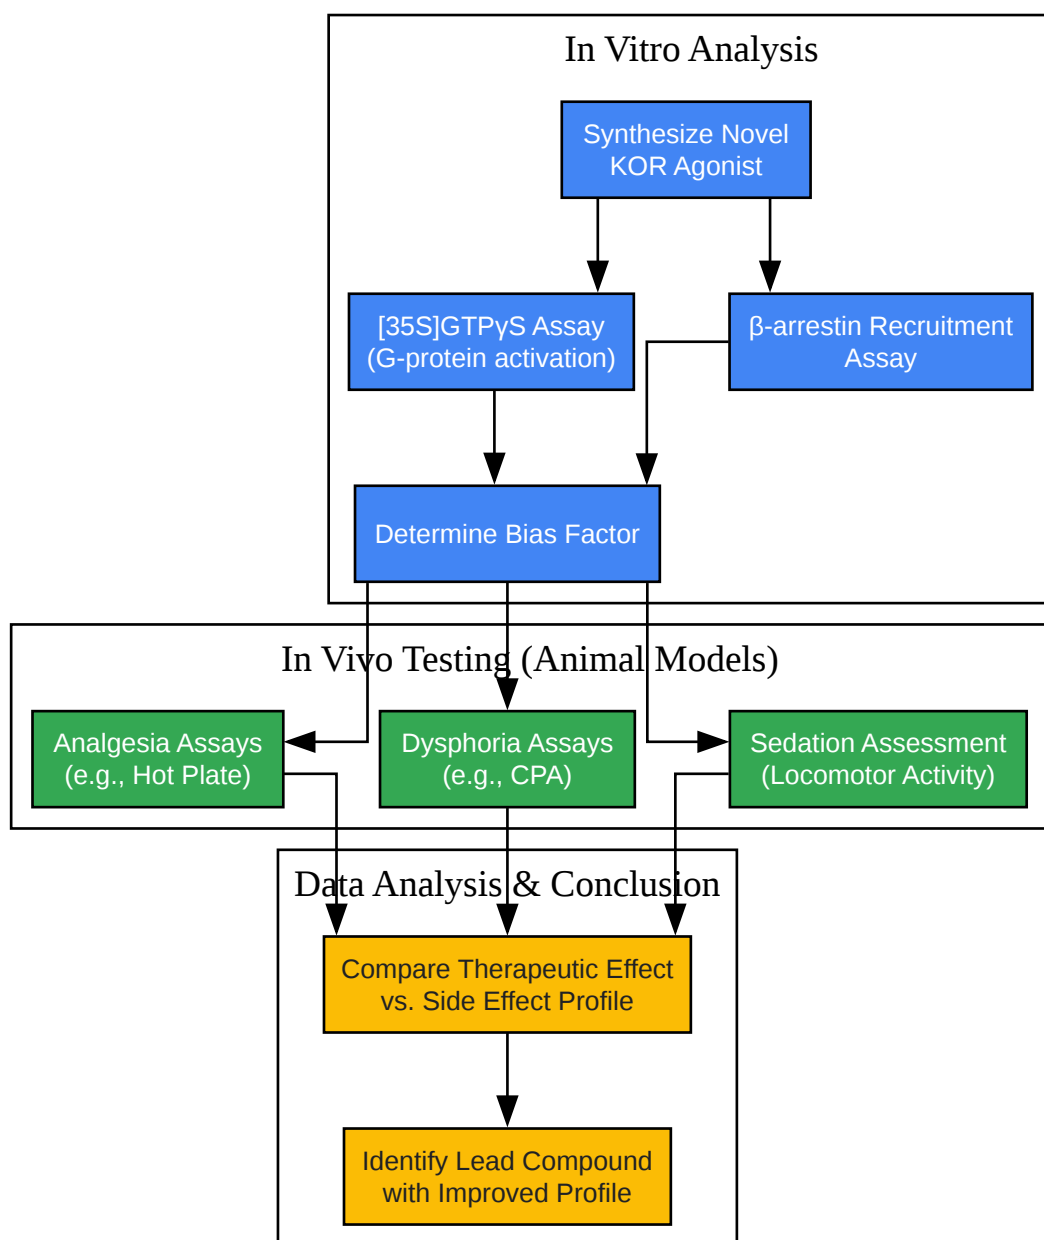 In Vitro Analysis
Synthesize Novel
KOR Agonist
[35S]GTPγS Assay
(G-protein activation)
β-arrestin Recruitment
Assay
Determine Bias Factor
In Vivo Testing (Animal Models)
Analgesia Assays
(e.g., Hot Plate)
Dysphoria Assays
(e.g., CPA)
Sedation Assessment
(Locomotor Activity)
Data Analysis & Conclusion
Compare Therapeutic Effect
vs. Side Effect Profile
Identify Lead Compound
with Improved Profile